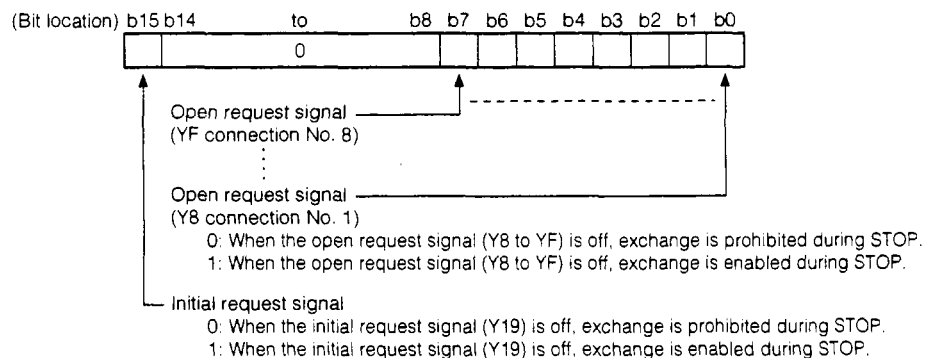 (Bit location) b15 b14 to b8 b7 b6 b5 b4 b3 b2 b1 b0
0
Open request signal
(YF connection No. 8)
Open request signal
(Y8 connection No. 1)
0: When the open request signal (Y8 to YF) is off, exchange is prohibited during STOP.
1: When the open request signal (Y8 to YF) is off, exchange is enabled during STOP.
Initial request signal
0: When the initial request signal (Y19) is off, exchange is prohibited during STOP.
1: When the initial request signal (Y19) is off, exchange is enabled during STOP.